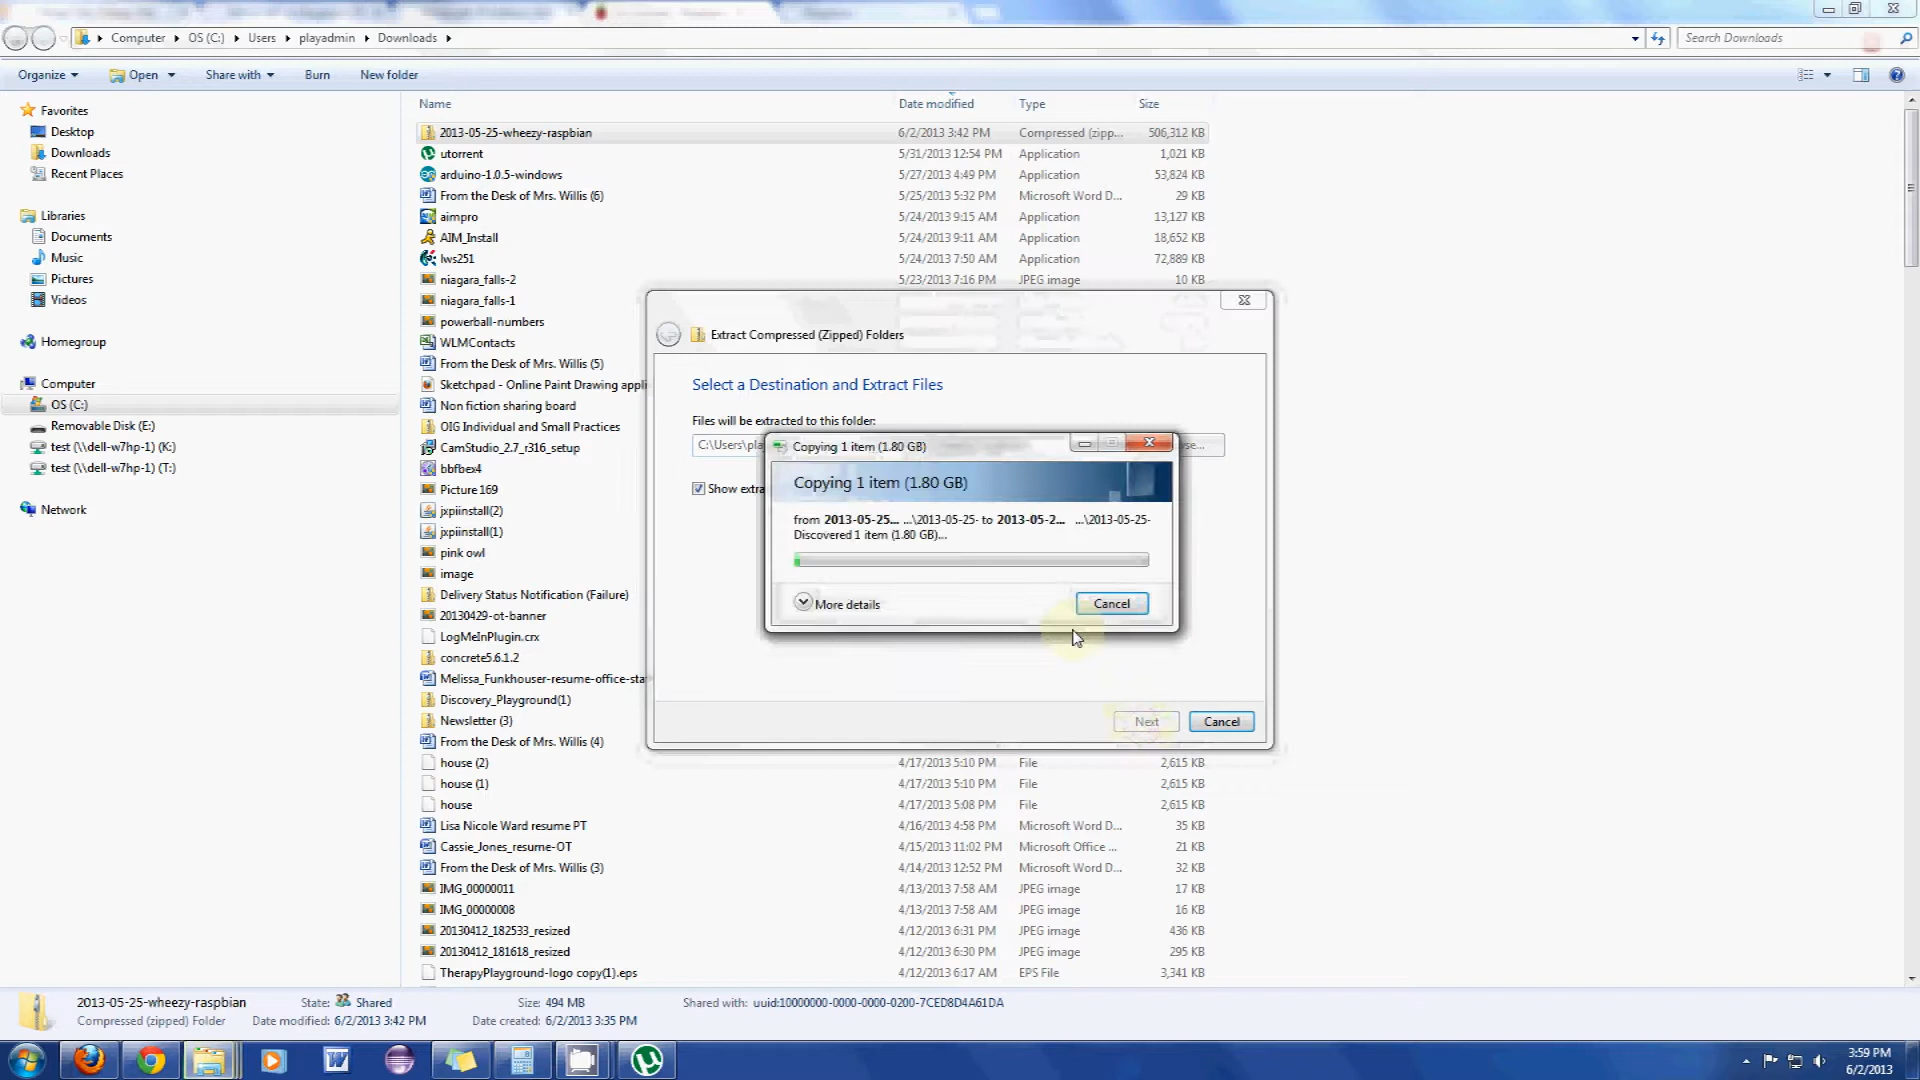 Computer OS (C:) Users playadmin Downloads Search Downloads
Organize Open Share with Burn New folder
Name Date modified Type Size
Favorites
Desktop
Downloads
Recent Places
Libraries
Documents
Music
Pictures
Videos
Homegroup
Computer
OS (C:)
Removable Disk (E:)
test (\\dell-w7hp-1) (K:)
test (\\dell-w7hp-1) (T:)
Network
2013-05-25-wheezy-raspbian 6/2/2013 3:42 PM Compressed (zipp... 506,312 KB
utorrent 5/31/2013 12:54 PM Application 1,021 KB
arduino-1.0.5-windows 5/27/2013 4:49 PM Application 53,824 KB
From the Desk of Mrs. Willis (6) 5/25/2013 5:32 PM Microsoft Word D... 29 KB
aimpro 5/24/2013 9:15 AM Application 13,127 KB
AIM_Install 5/24/2013 9:11 AM Application 18,652 KB
lws251 5/24/2013 7:50 AM Application 72,889 KB
niagara_falls-2 5/23/2013 7:16 PM JPEG image 10 KB
niagara_falls-1
powerball-numbers
WLMContacts
From the Desk of Mrs. Willis (5)
Sketchpad - Online Paint Drawing appli
Non fiction sharing board
OIG Individual and Small Practices
CamStudio_2.7_r316_setup
bbfbex4
Picture 169
jxpiinstall(2)
jxpiinstall(1)
pink owl
image
Delivery Status Notification (Failure)
20130429-ot-banner
LogMeInPlugin.crx
concrete5.6.1.2
Melissa_Funkhouser-resume-office-sta
Discovery_Playground(1)
Newsletter (3)
From the Desk of Mrs. Willis (4)
house (2) 4/17/2013 5:10 PM File 2,615 KB
house (1) 4/17/2013 5:10 PM File 2,615 KB
house 4/17/2013 5:08 PM File 2,615 KB
Lisa Nicole Ward resume PT 4/16/2013 4:58 PM Microsoft Word D... 35 KB
Cassie_Jones_resume-OT 4/15/2013 11:02 PM Microsoft Office ... 21 KB
From the Desk of Mrs. Willis (3) 4/14/2013 12:52 PM Microsoft Word D... 32 KB
IMG_00000011 4/13/2013 7:58 AM JPEG image 17 KB
IMG_00000008 4/13/2013 7:58 AM JPEG image 16 KB
20130412_182533_resized 4/12/2013 6:31 PM JPEG image 436 KB
20130412_181618_resized 4/12/2013 6:30 PM JPEG image 295 KB
TherapyPlayground-logo copy(1).eps 4/12/2013 6:17 AM EPS File 3,341 KB
Extract Compressed (Zipped) Folders
Select a Destination and Extract Files
Files will be extracted to this folder:
C:\Users\pla
Show extra
Next Cancel
Copying 1 item (1.80 GB)
Copying 1 item (1.80 GB)
from 2013-05-25... ...\2013-05-25- to 2013-05-2... ...\2013-05-25-
Discovered 1 item (1.80 GB)...
More details Cancel
2013-05-25-wheezy-raspbian State: Shared Size: 494 MB Shared with: uuid:10000000-0000-0000-0200-7CED8D4A61DA
Compressed (zipped) Folder Date modified: 6/2/2013 3:42 PM Date created: 6/2/2013 3:35 PM
3:59 PM
6/2/2013